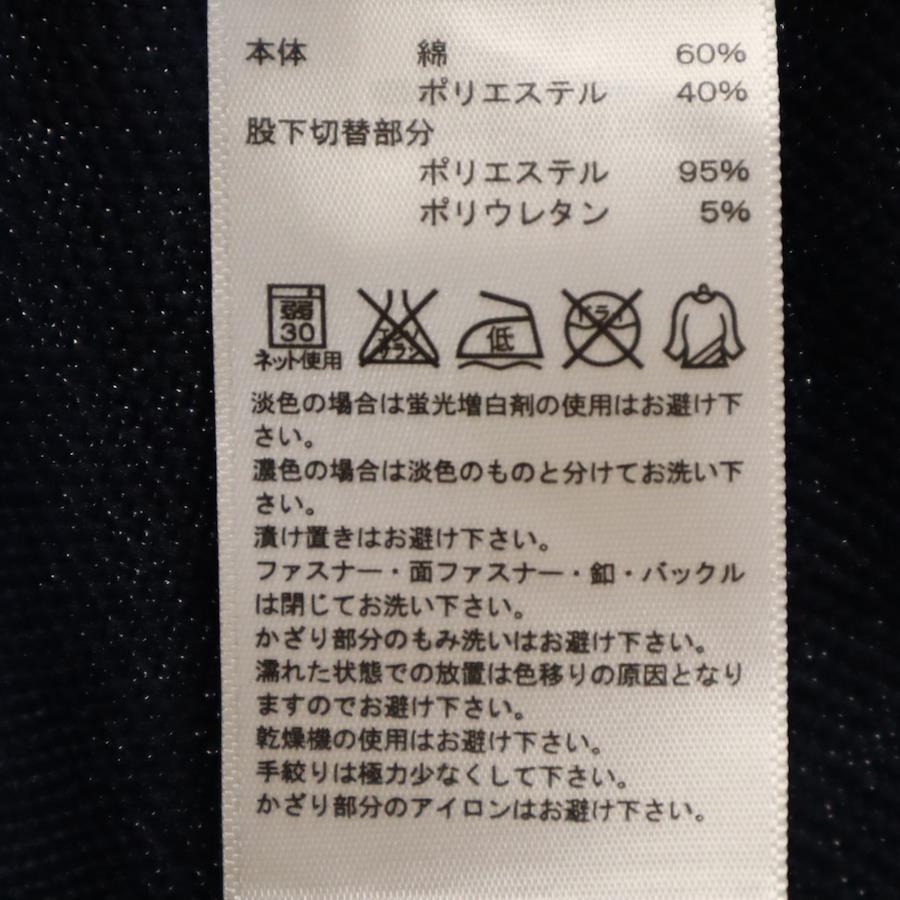 本体 綿 60%
ポリエステル 40%
股下切替部分
ポリエステル 95%
ポリウレタン 5%
弱 エンソ 低 ドライ
30 サラシ
ネット使用
淡色の場合は蛍光増白剤の使用はお避け下
さい。
濃色の場合は淡色のものと分けてお洗い下
さい。
漬け置きはお避け下さい。
ファスナー・面ファスナー・釦・バックル
は閉じてお洗い下さい。
かざり部分のもみ洗いはお避け下さい。
濡れた状態での放置は色移りの原因となり
ますのでお避け下さい。
乾燥機の使用はお避け下さい。
手絞りは極力少なくして下さい。
かざり部分のアイロンはお避け下さい。